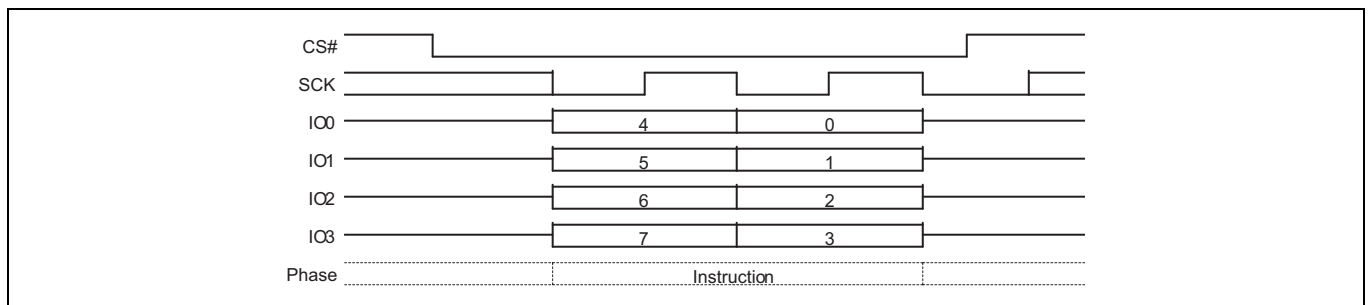 CS#
SCK
IO0 4 0
IO1 5 1
IO2 6 2
IO3 7 3
Phase Instruction